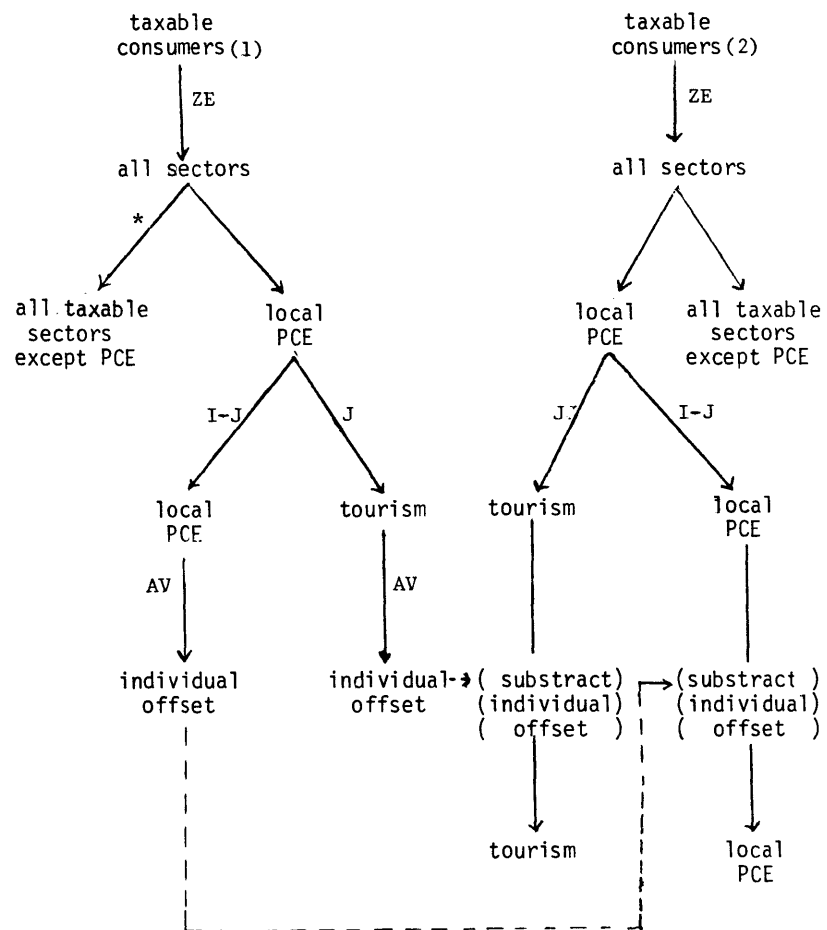 taxable
consumers(1)
taxable
consumers(2)
ZE
ZE
all sectors
all sectors
*
all taxable
sectors
except PCE
local
PCE
local
PCE
all taxable
sectors
except PCE
I-J
J
JJ
I-J
local
PCE
tourism
tourism
local
PCE
AV
AV
individual
offset
individual
offset
( substract)
(individual)
( offset )
(substract )
(individual)
( offset )
tourism
local
PCE